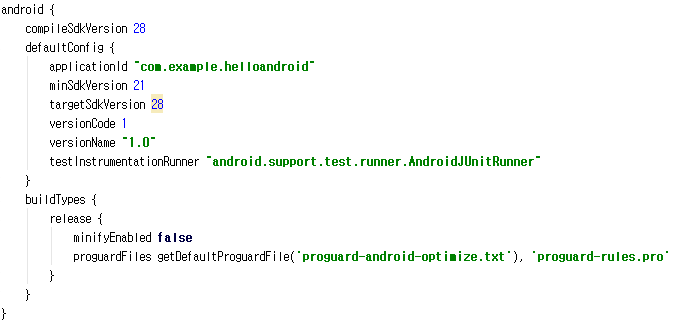 android {
    compileSdkVersion 28
    defaultConfig {
        applicationId "com.example.helloandroid"
        minSdkVersion 21
        targetSdkVersion 28
        versionCode 1
        versionName "1.0"
        testInstrumentationRunner "android.support.test.runner.AndroidJUnitRunner"
    }
    buildTypes {
        release {
            minifyEnabled false
            proguardFiles getDefaultProguardFile('proguard-android-optimize.txt'), 'proguard-rules.pro'
        }
    }
}